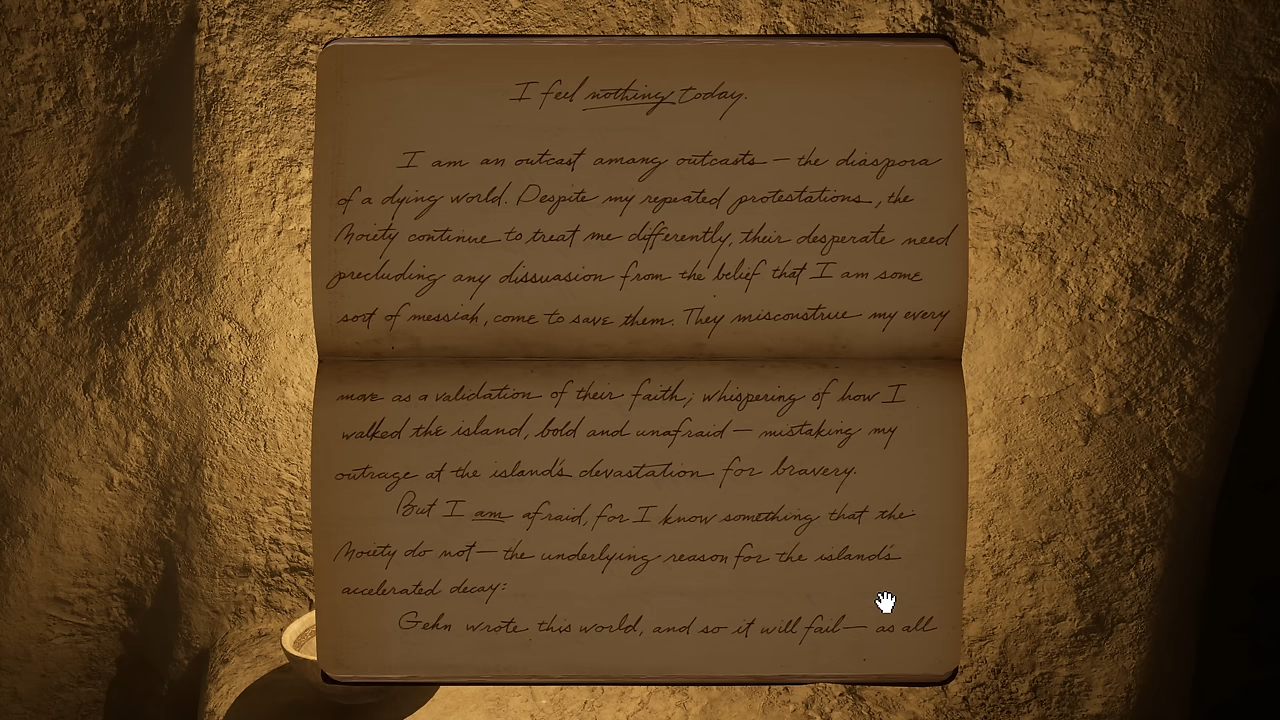 I feel nothing today.
I am an outcast among outcasts — the diaspora
of a dying world. Despite my repeated protestations, the
Moiety continue to treat me differently, their desperate need
precluding any dissuasion from the belief that I am some
sort of messiah, come to save them. They misconstrue my every
move as a validation of their faith; whispering of how I
walked the island, bold and unafraid — mistaking my
outrage at the island's devastation for bravery.
But I am afraid, for I know something that the
Moiety do not — the underlying reason for the island's
accelerated decay:
Gehn wrote this world, and so it will fail — as all